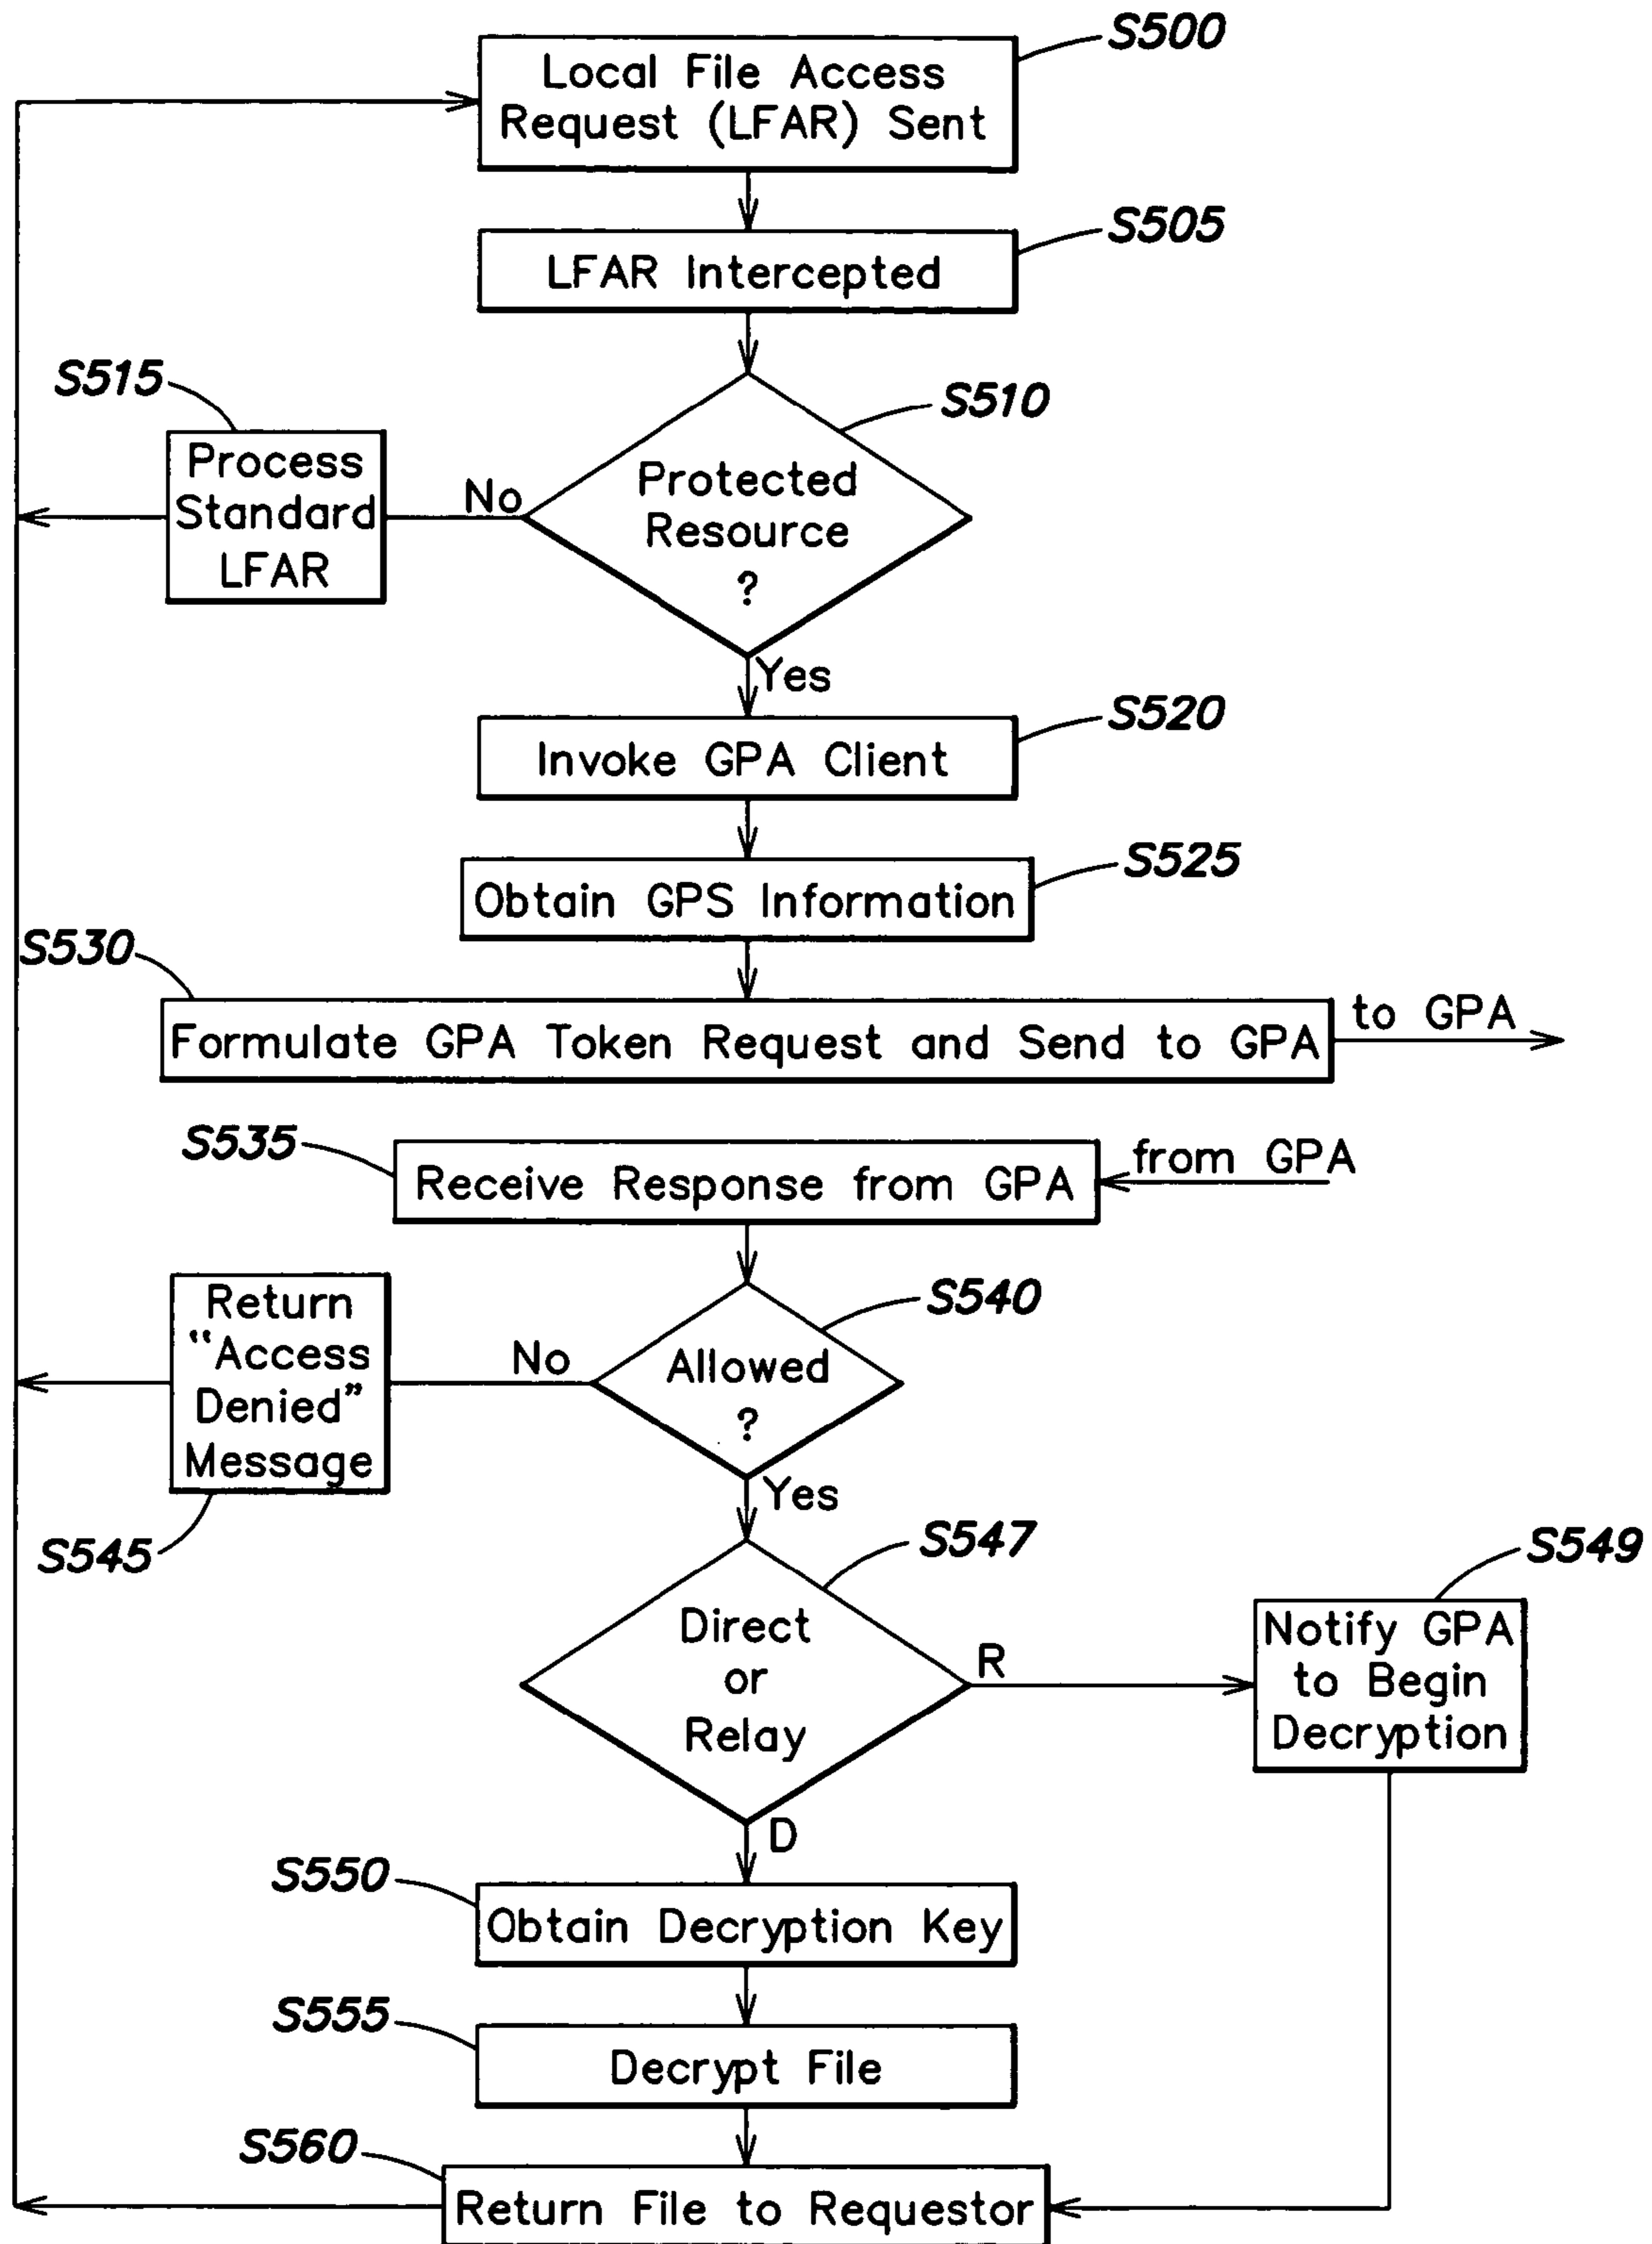 S500
Local File Access
Request (LFAR) Sent
S505
LFAR Intercepted
S515
S510
Process
Standard
LFAR
No
Protected
Resource
?
Yes
S520
Invoke GPA Client
S525
Obtain GPS Information
S530
Formulate GPA Token Request and Send to GPA
to GPA
S535
Receive Response from GPA
from GPA
Return
“Access
Denied”
Message
No
S540
Allowed
?
Yes
S545
S547
S549
Direct
or
Relay
R
Notify GPA
to Begin
Decryption
D
S550
Obtain Decryption Key
S555
Decrypt File
S560
Return File to Requestor